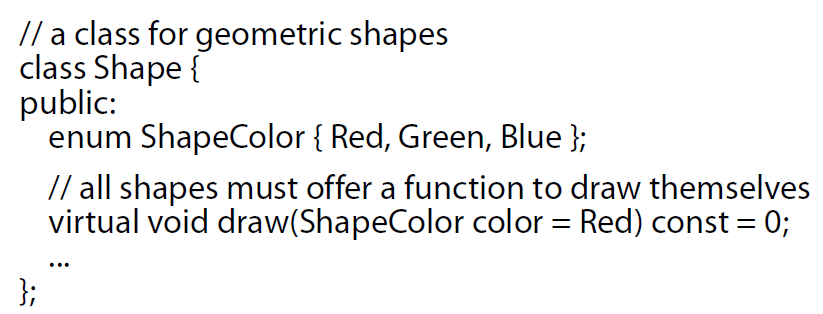 // a class for geometric shapes
class Shape {
public:
enum ShapeColor { Red, Green, Blue };
// all shapes must offer a function to draw themselves
virtual void draw(ShapeColor color = Red) const = 0;
...
};